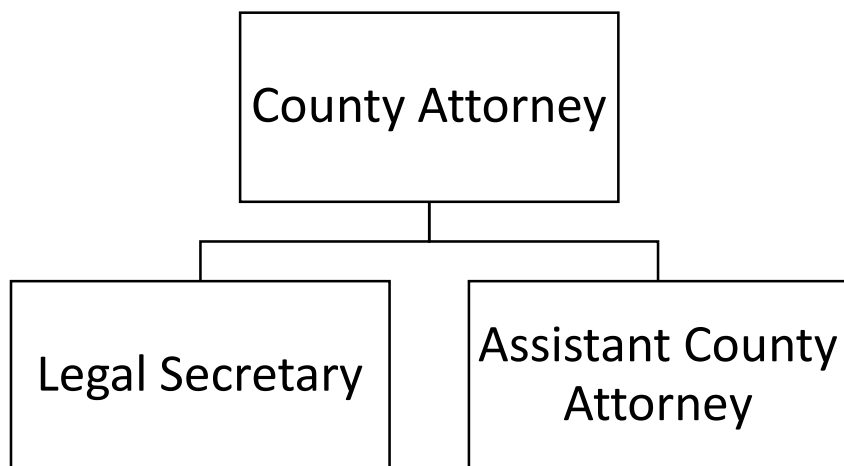 County Attorney
Legal Secretary
Assistant County
Attorney